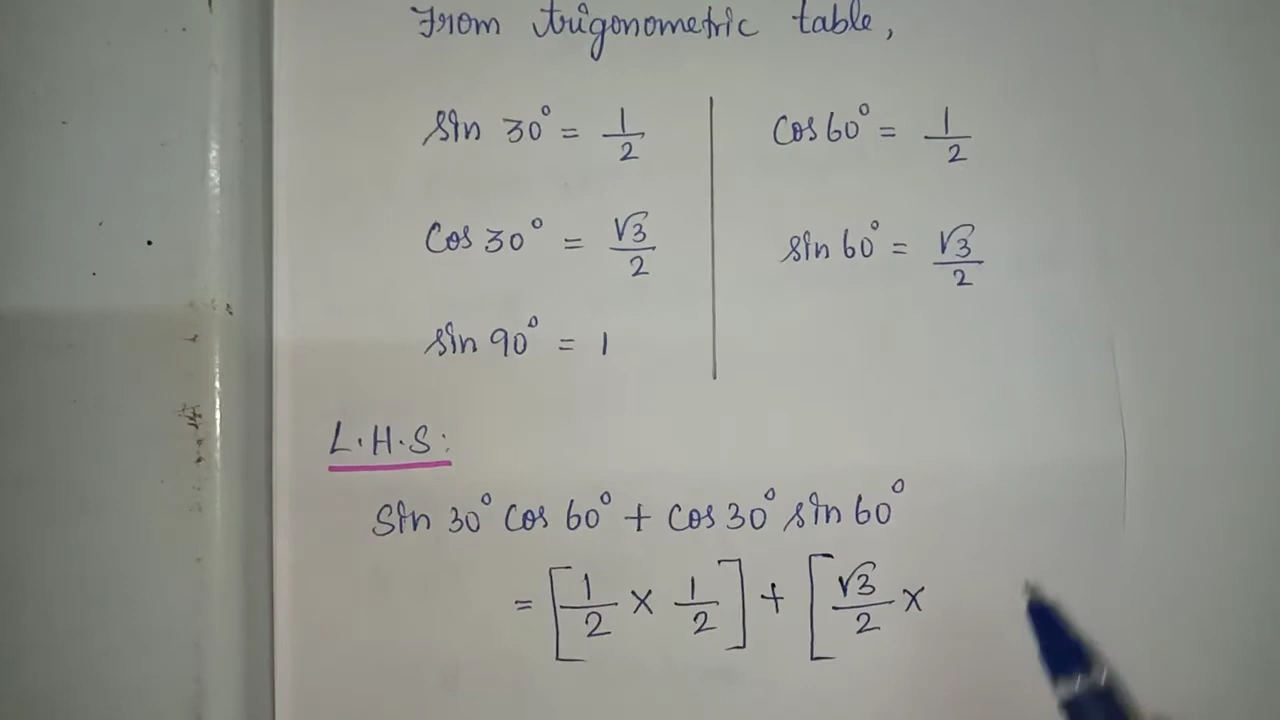 From trigonometric table,
sin 30° = 1/2
cos 30° = √3/2
sin 90° = 1
cos 60° = 1/2
sin 60° = √3/2
L.H.S:
sin 30° cos 60° + cos 30° sin 60°
= [1/2 × 1/2] + [√3/2 ×